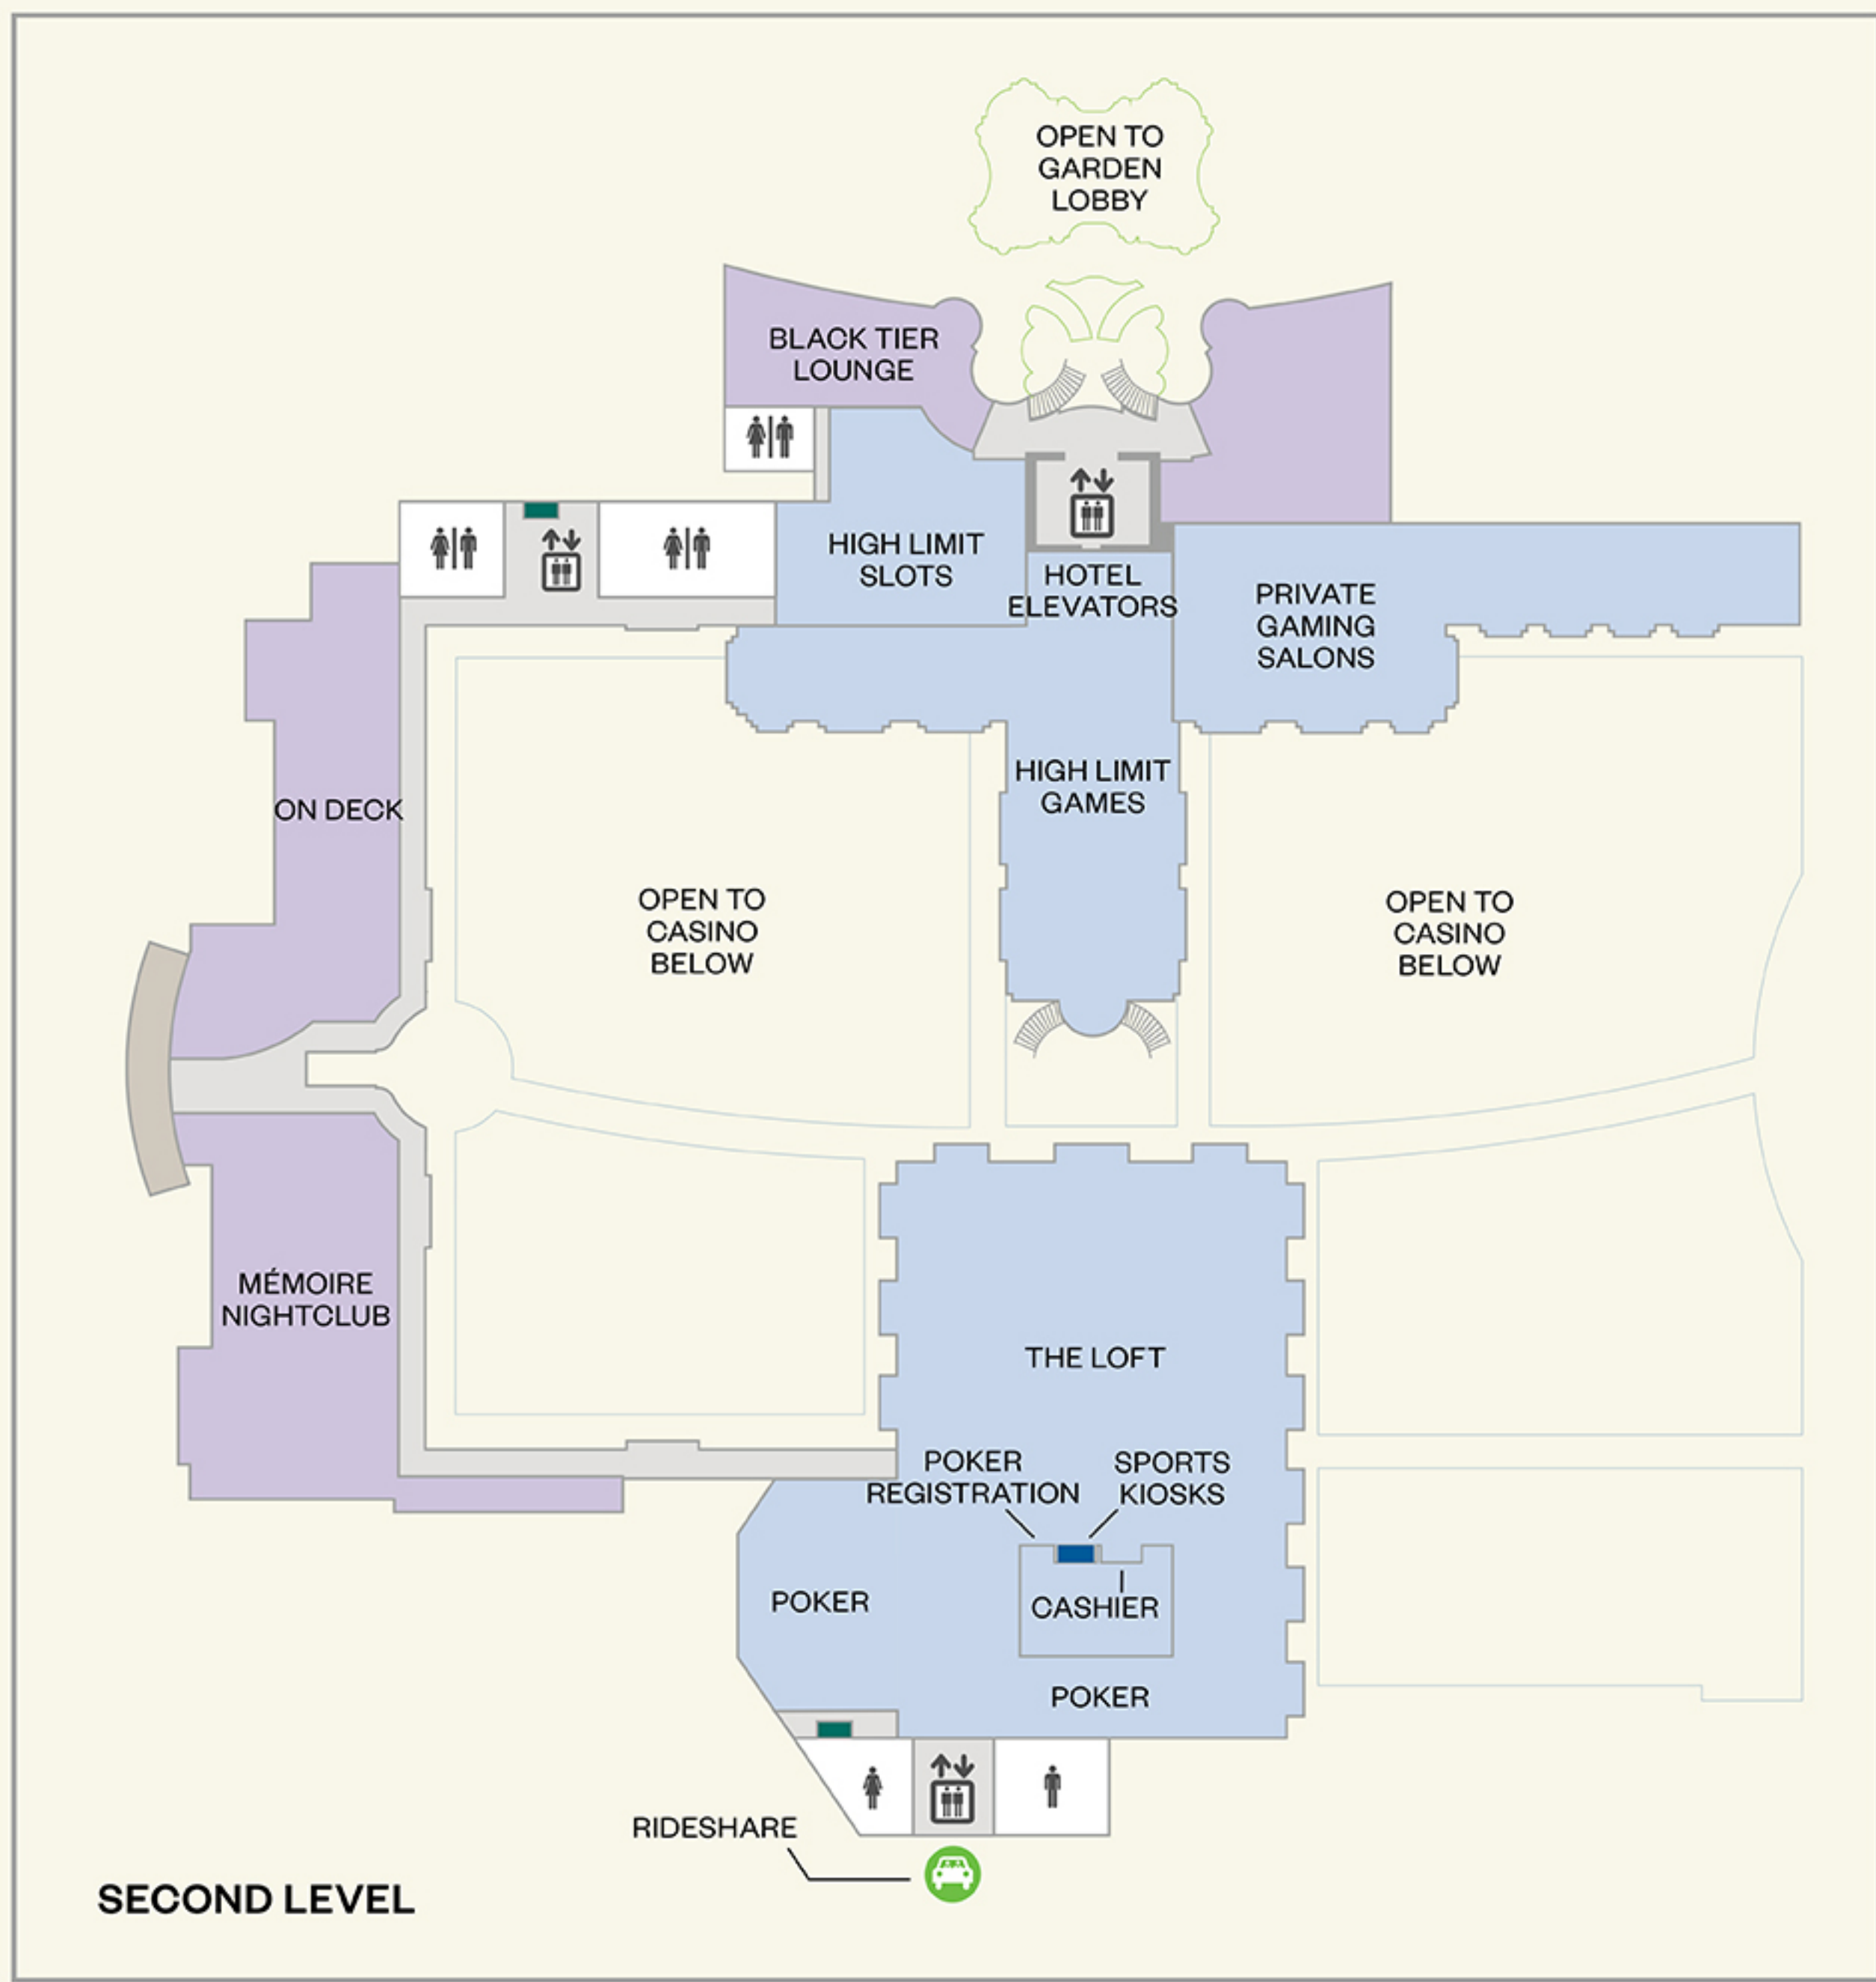 OPEN TO
GARDEN
LOBBY
BLACK TIER
LOUNGE
HIGH LIMIT
SLOTS
HOTEL
ELEVATORS
PRIVATE
GAMING
SALONS
HIGH LIMIT
GAMES
ON DECK
OPEN TO
CASINO
BELOW
OPEN TO
CASINO
BELOW
MÉMOIRE
NIGHTCLUB
THE LOFT
POKER
REGISTRATION
SPORTS
KIOSKS
POKER
CASHIER
POKER
RIDESHARE
SECOND LEVEL